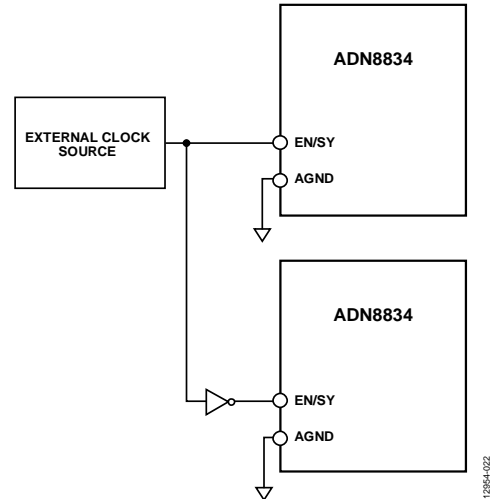 ADN8834
EXTERNAL CLOCK
SOURCE
EN/SY
AGND
ADN8834
EN/SY
AGND
12954-022